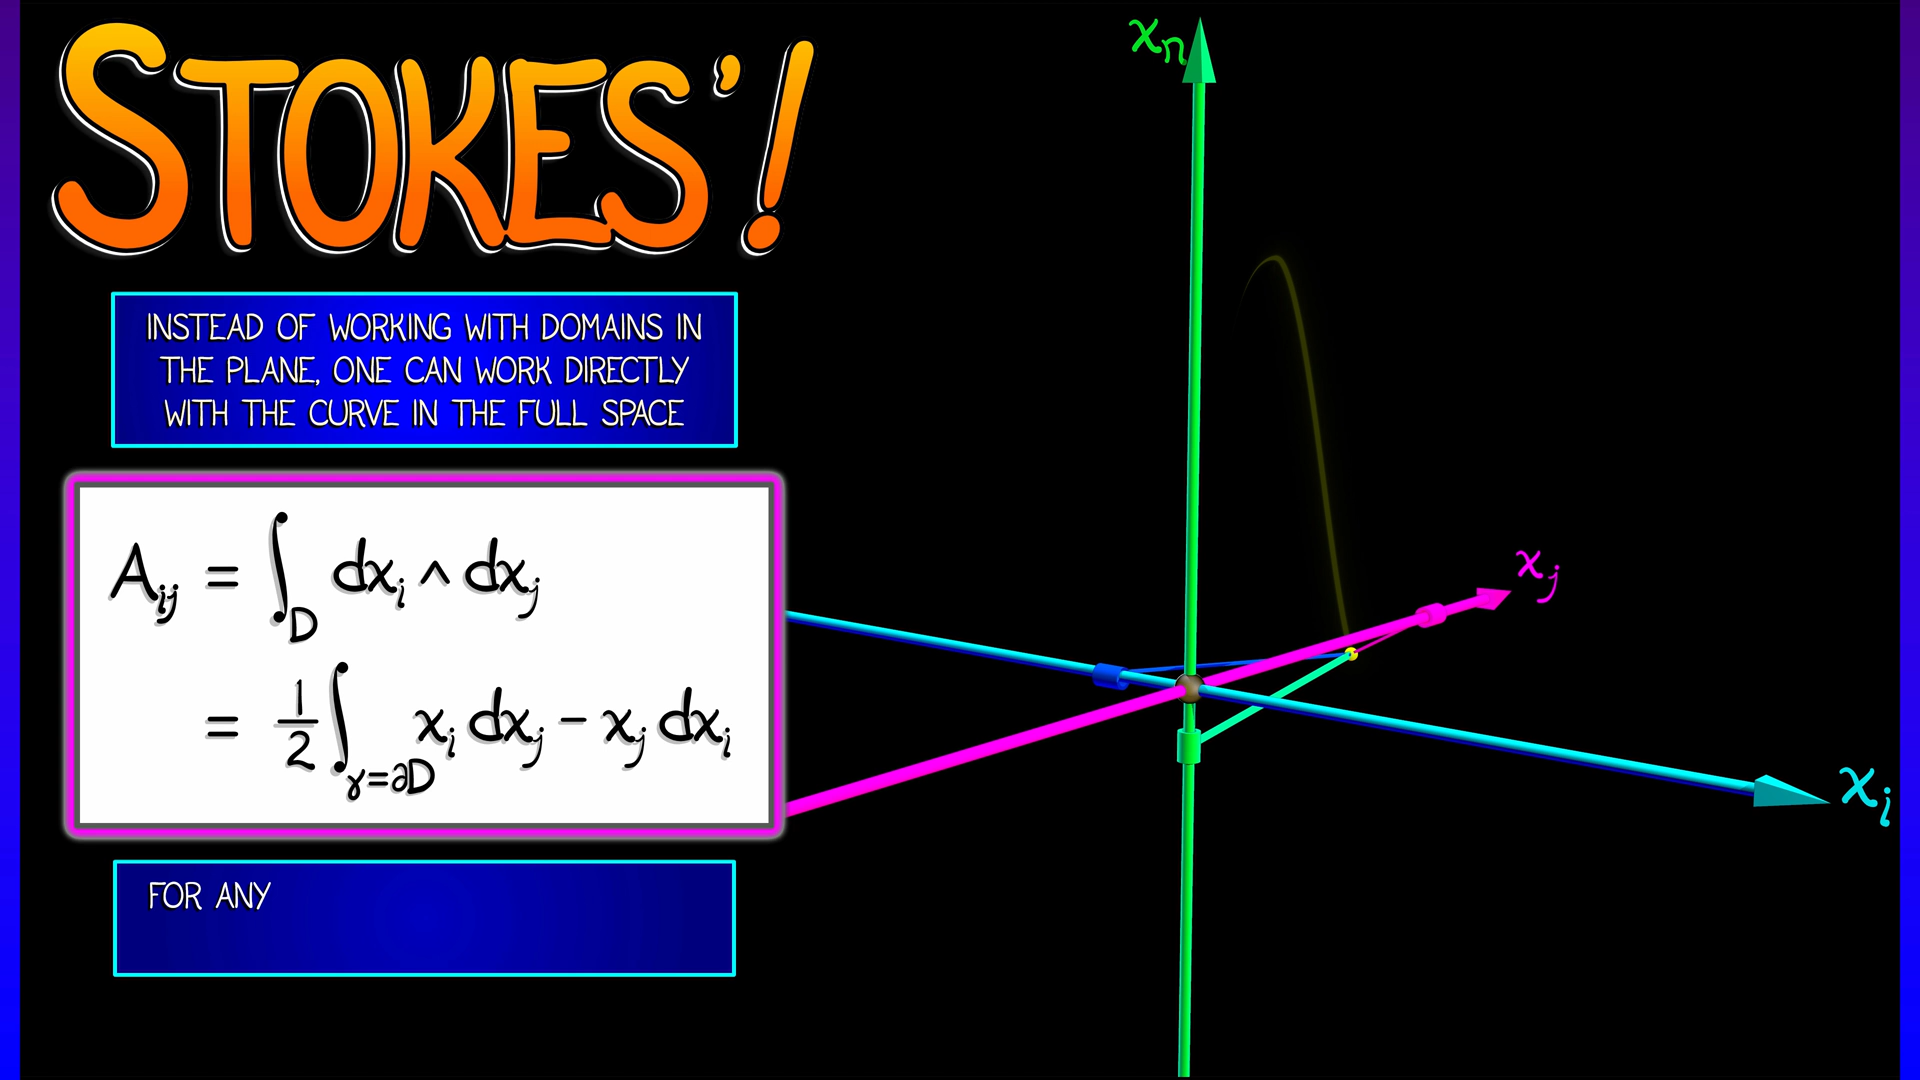 STOKES'!
INSTEAD OF WORKING WITH DOMAINS IN
THE PLANE, ONE CAN WORK DIRECTLY
WITH THE CURVE IN THE FULL SPACE
A_ij = ∫_D dx_i ∧ dx_j
= 1/2 ∫_γ=∂D x_i dx_j − x_j dx_i
FOR ANY
x_n
x_j
x_i